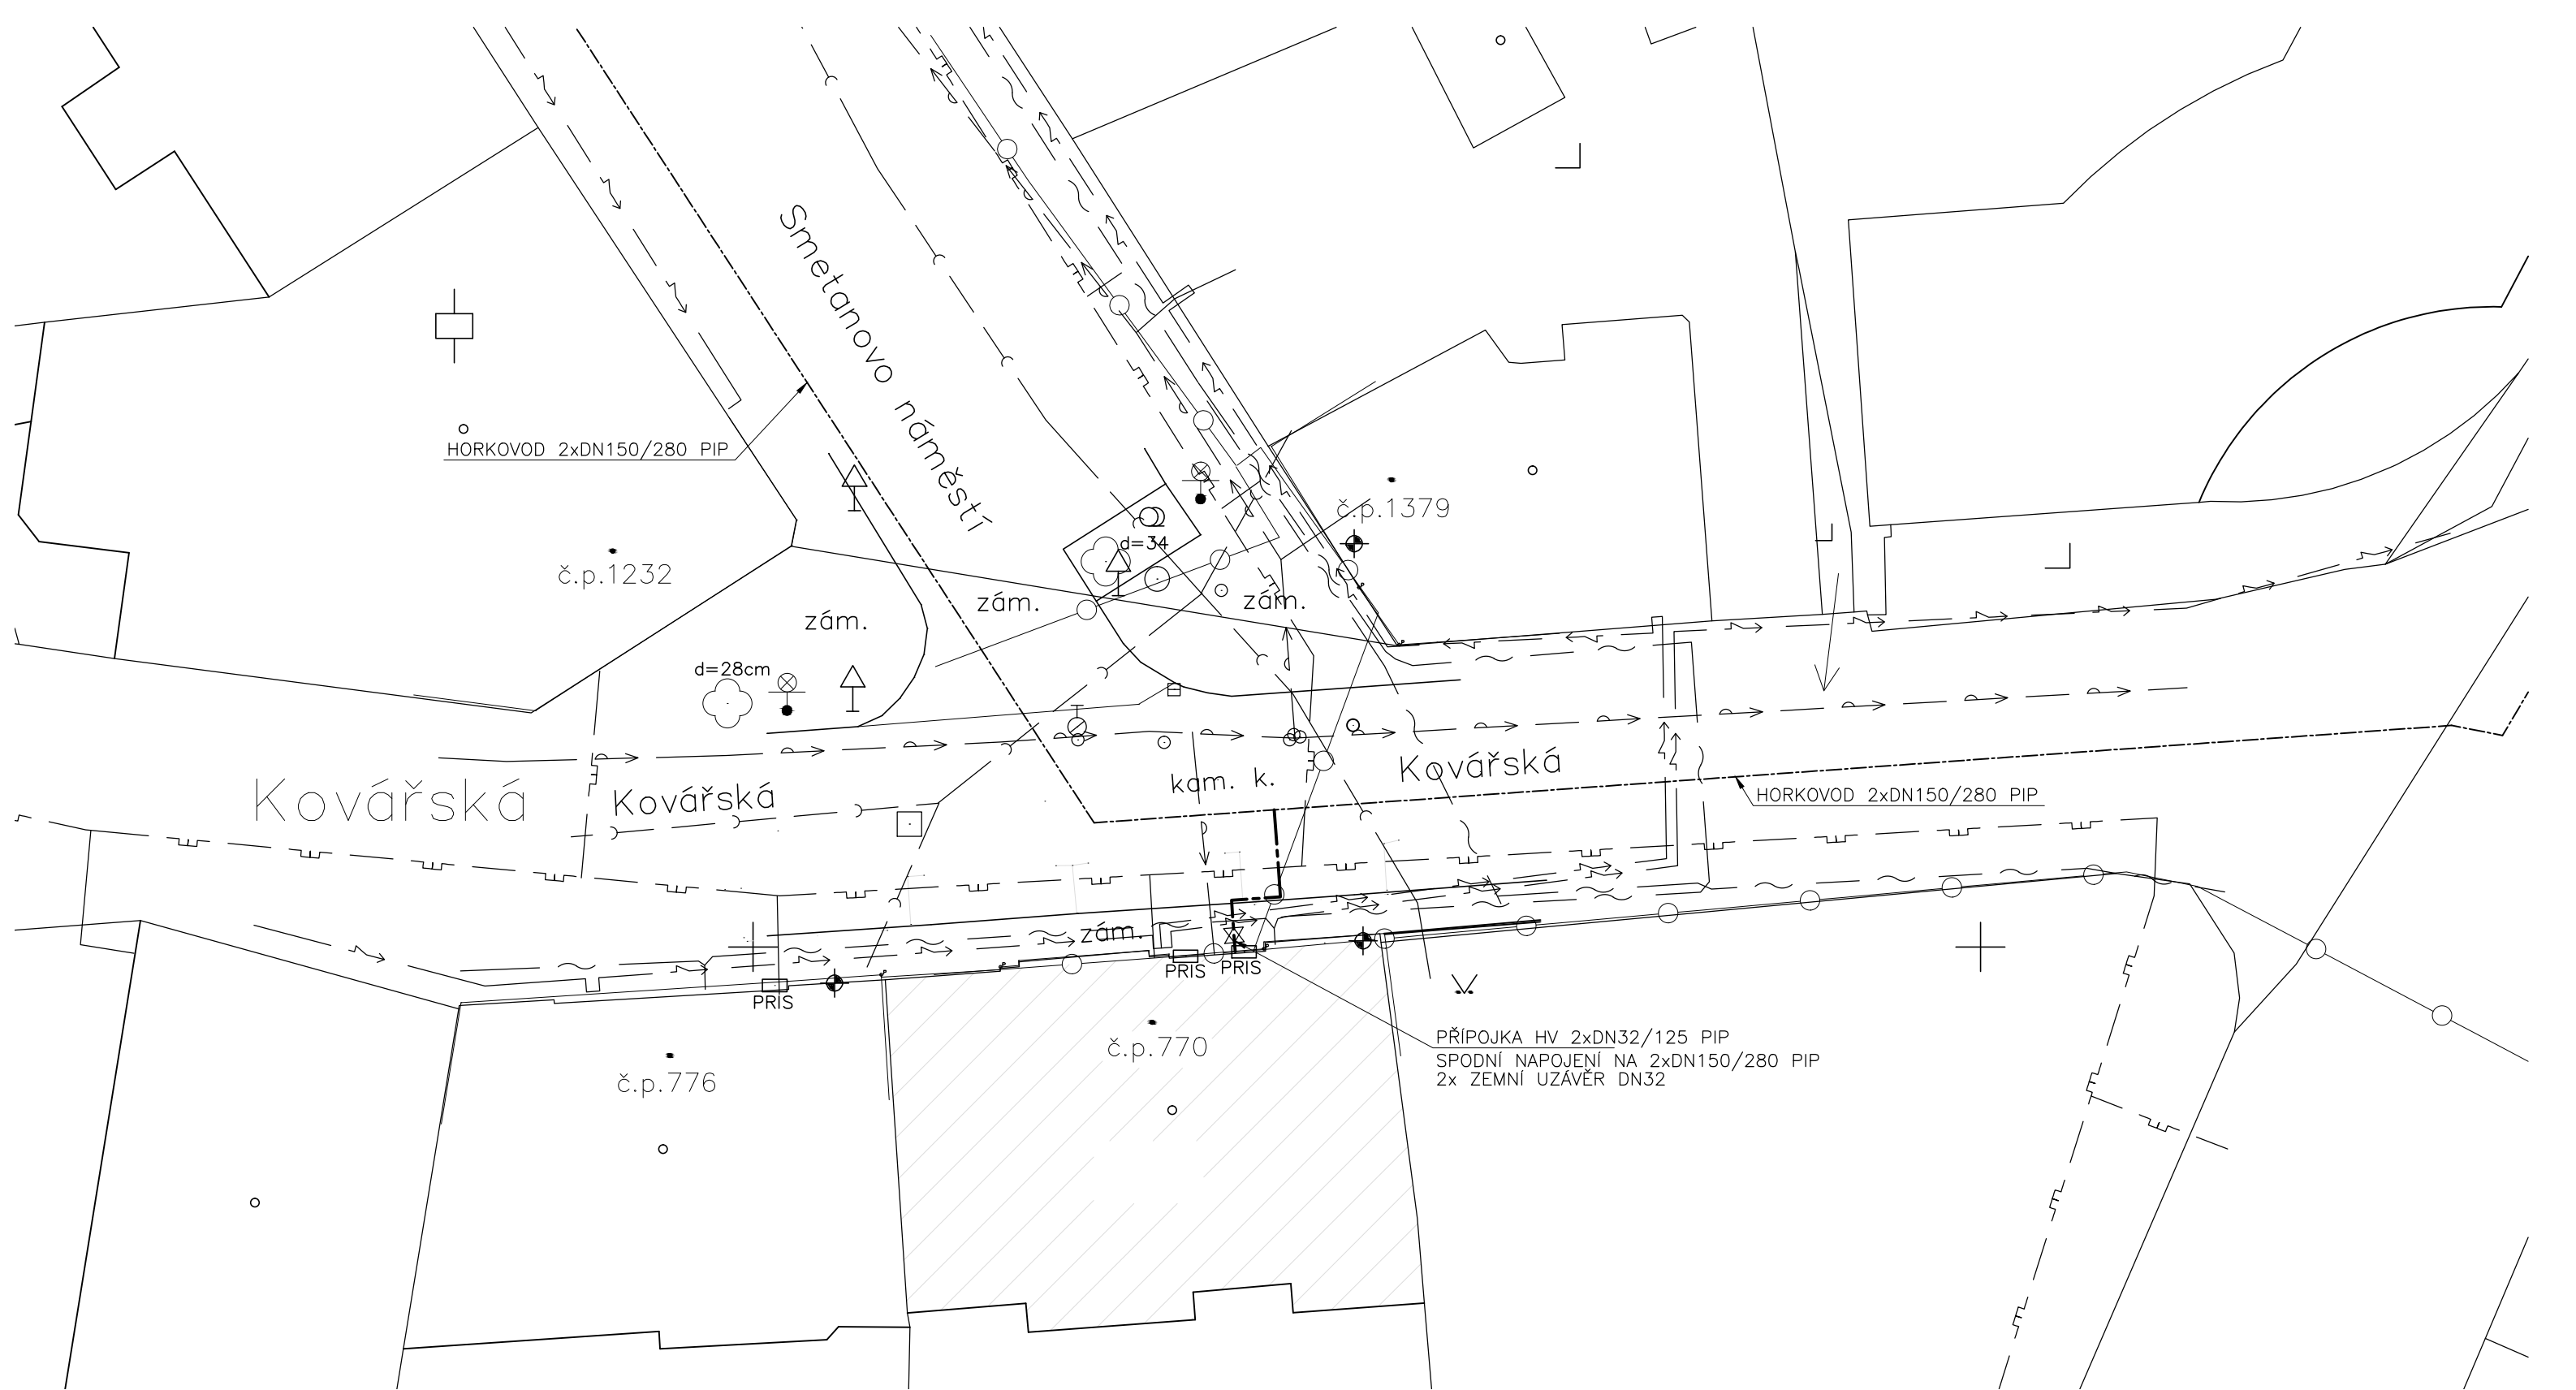 Smetanovo náměstí
HORKOVOD 2xDN150/280 PIP
č.p.1379
d=34
č.p.1232
zám.
zám.
zám.
d=28cm
Kovářská
Kovářská
kam. k.
Kovářská
HORKOVOD 2xDN150/280 PIP
zám.
PRIS
PRIS
PRIS
č.p.776
č.p.770
PŘÍPOJKA HV 2xDN32/125 PIP
SPODNÍ NAPOJENÍ NA 2xDN150/280 PIP
2x ZEMNÍ UZÁVĚR DN32